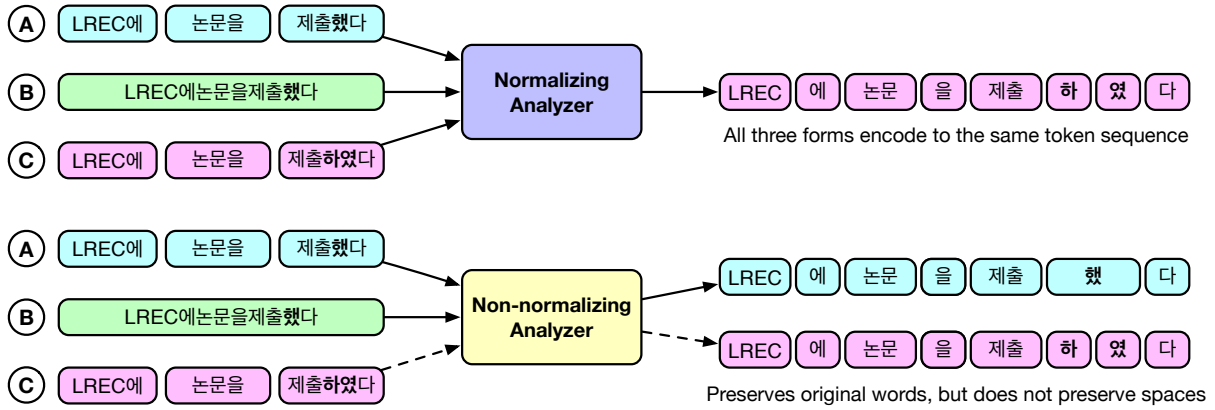 A LREC에 논문을 제출했다
B LREC에논문을제출했다
C LREC에 논문을 제출하였다
Normalizing
Analyzer
LREC 에 논문 을 제출 하 였 다
All three forms encode to the same token sequence
A LREC에 논문을 제출했다
B LREC에논문을제출했다
C LREC에 논문을 제출하였다
Non-normalizing
Analyzer
LREC 에 논문 을 제출 했 다
LREC 에 논문 을 제출 하 였 다
Preserves original words, but does not preserve spaces